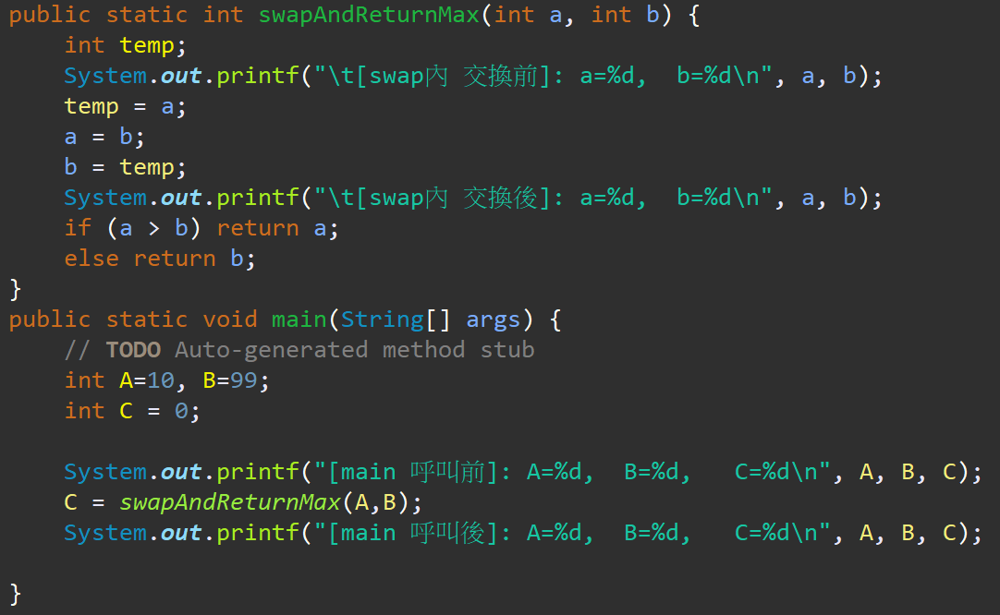 public static int swapAndReturnMax(int a, int b) {
    int temp;
    System.out.printf("\t[swap內 交換前]: a=%d,  b=%d\n", a, b);
    temp = a;
    a = b;
    b = temp;
    System.out.printf("\t[swap內 交換後]: a=%d,  b=%d\n", a, b);
    if (a > b) return a;
    else return b;
}
public static void main(String[] args) {
    // TODO Auto-generated method stub
    int A=10, B=99;
    int C = 0;

    System.out.printf("[main 呼叫前]: A=%d,  B=%d,   C=%d\n", A, B, C);
    C = swapAndReturnMax(A,B);
    System.out.printf("[main 呼叫後]: A=%d,  B=%d,   C=%d\n", A, B, C);

}